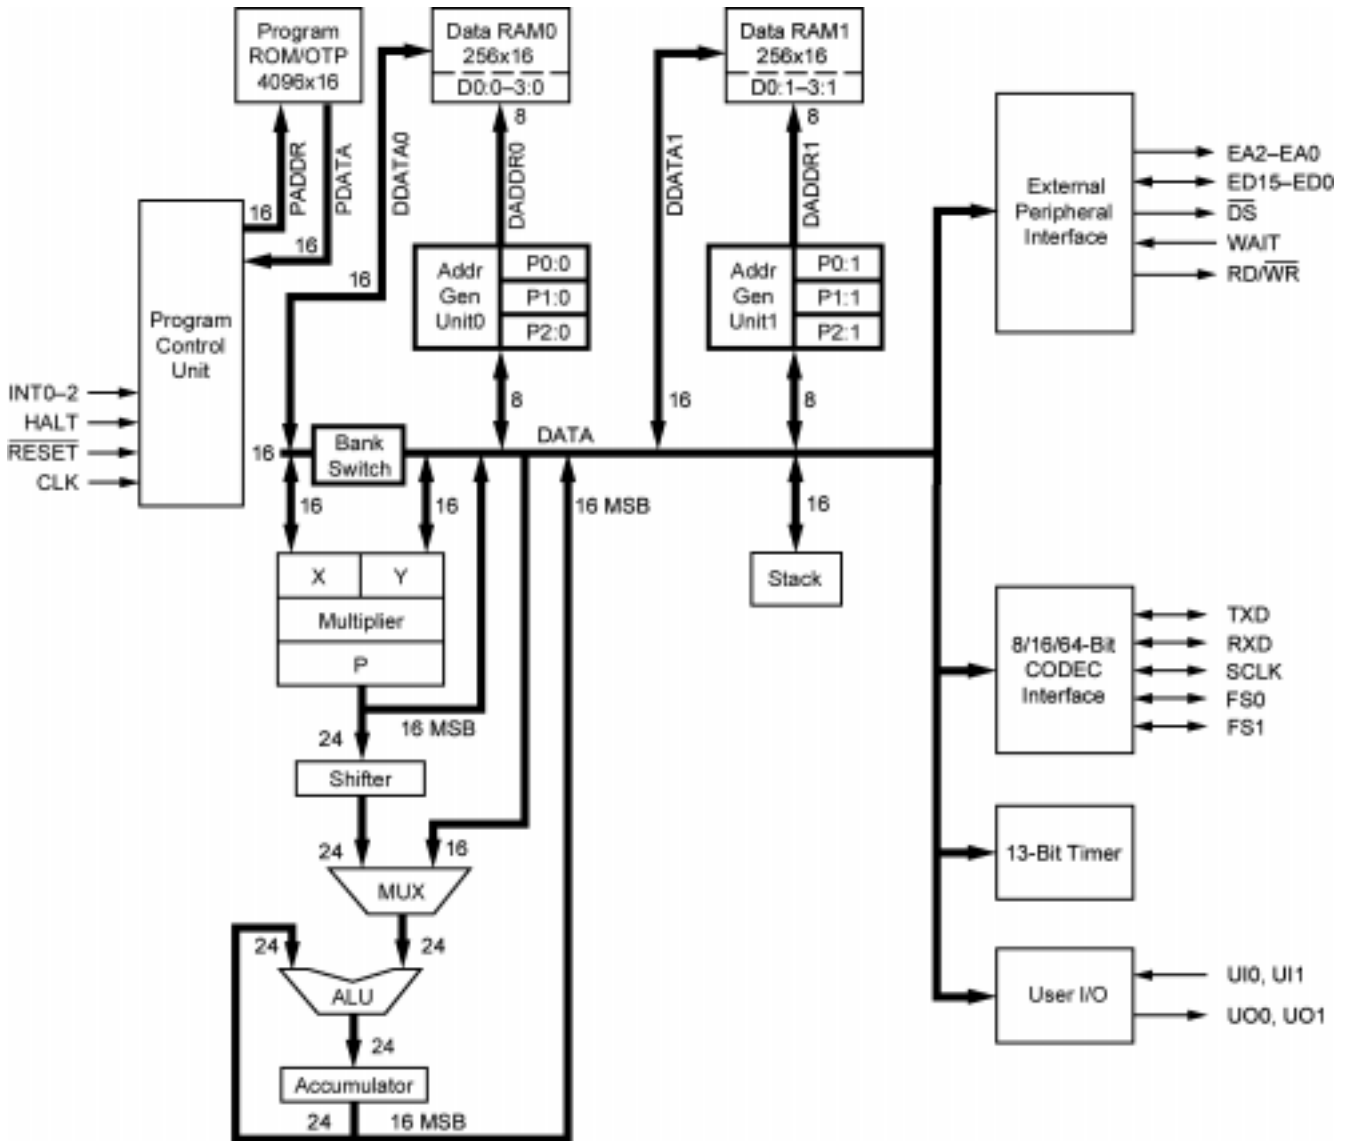 Program
ROM/OTP
4096x16
Data RAM0
256x16
D0:0–3:0
Data RAM1
256x16
D0:1–3:1
8
8
PADDR
PDATA
DDATA0
DADDR0
DDATA1
DADDR1
16
16
16
External
Peripheral
Interface
EA2–EA0
ED15–ED0
DS
WAIT
RD/WR
Addr
Gen
Unit0
P0:0
P1:0
P2:0
Addr
Gen
Unit1
P0:1
P1:1
P2:1
Program
Control
Unit
INT0–2
HALT
RESET
CLK
8
16
8
DATA
16
Bank
Switch
16
16
16 MSB
16
X
Y
Multiplier
P
Stack
16 MSB
24
Shifter
24
16
MUX
24
24
ALU
24
Accumulator
24
16 MSB
8/16/64-Bit
CODEC
Interface
TXD
RXD
SCLK
FS0
FS1
13-Bit Timer
User I/O
UI0, UI1
UO0, UO1